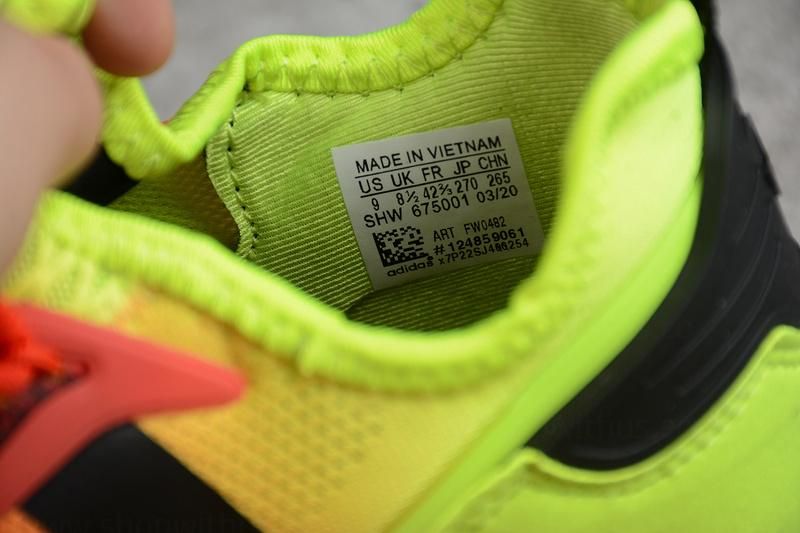 MADE IN VIETNAM
US UK FR JP CHN
9 8½ 42⅔ 270 265
SHW 675001 03/20
ART FW0482
#124859061
adidas